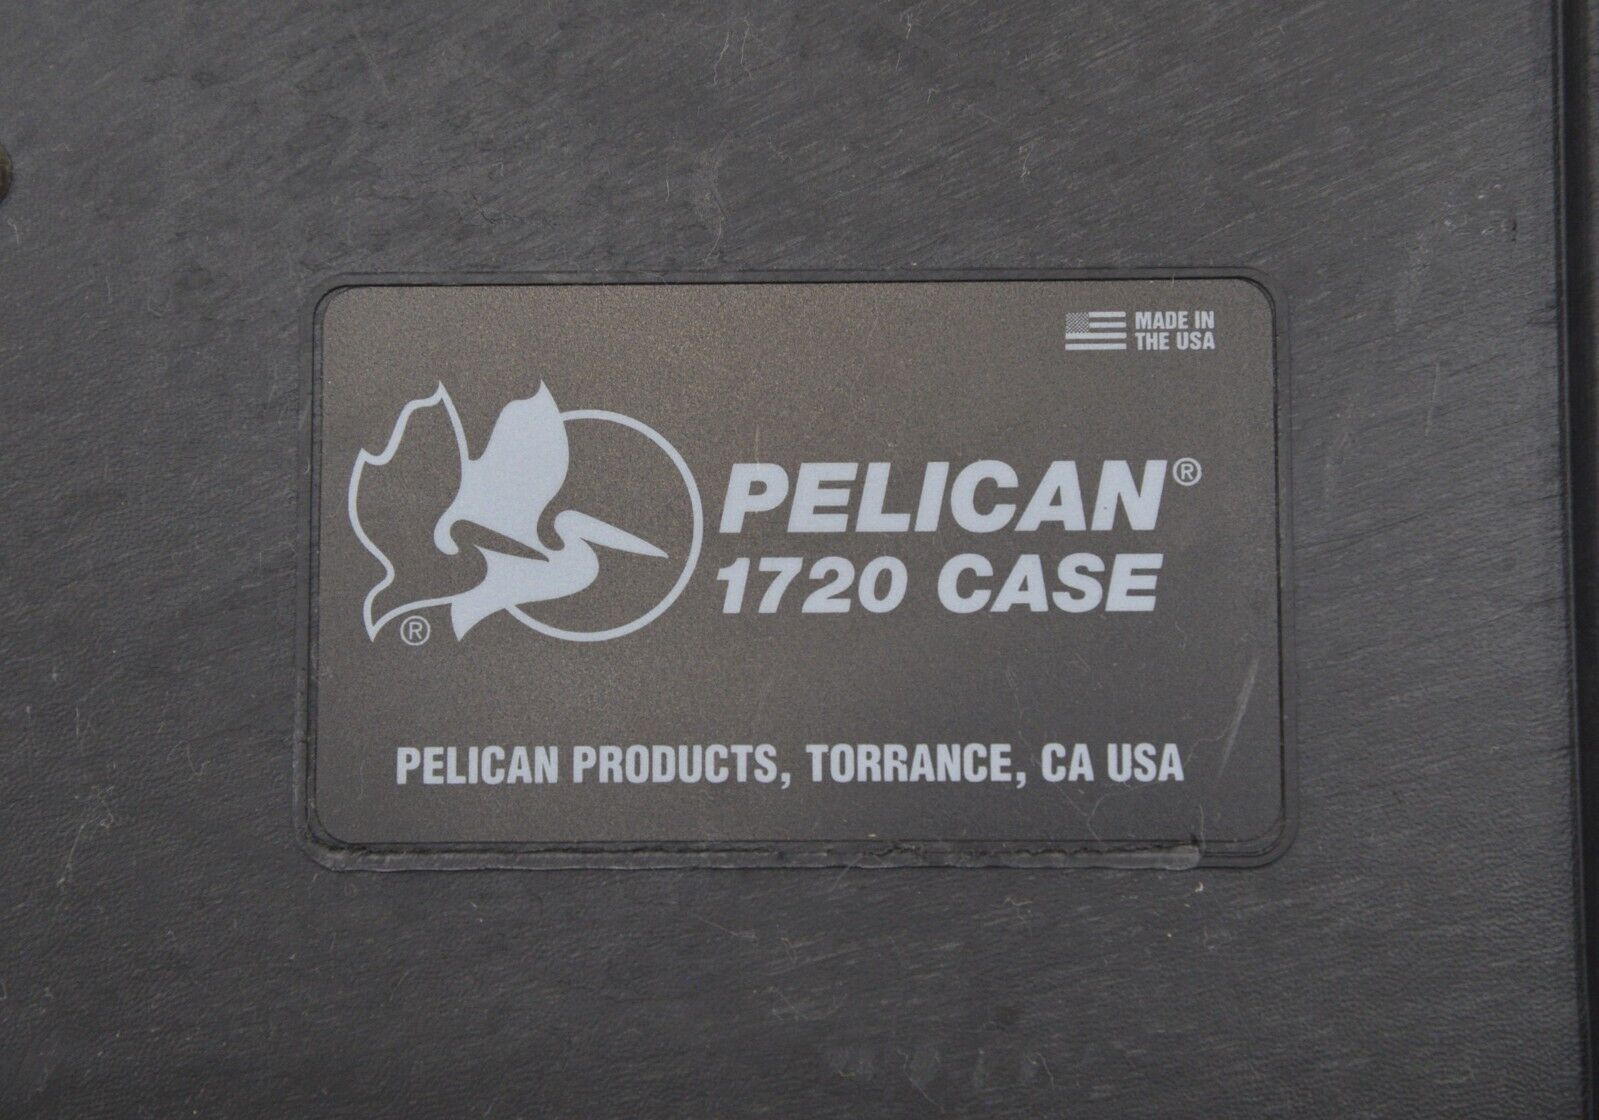 MADE IN
THE USA
PELICAN®
1720 CASE
®
PELICAN PRODUCTS, TORRANCE, CA USA